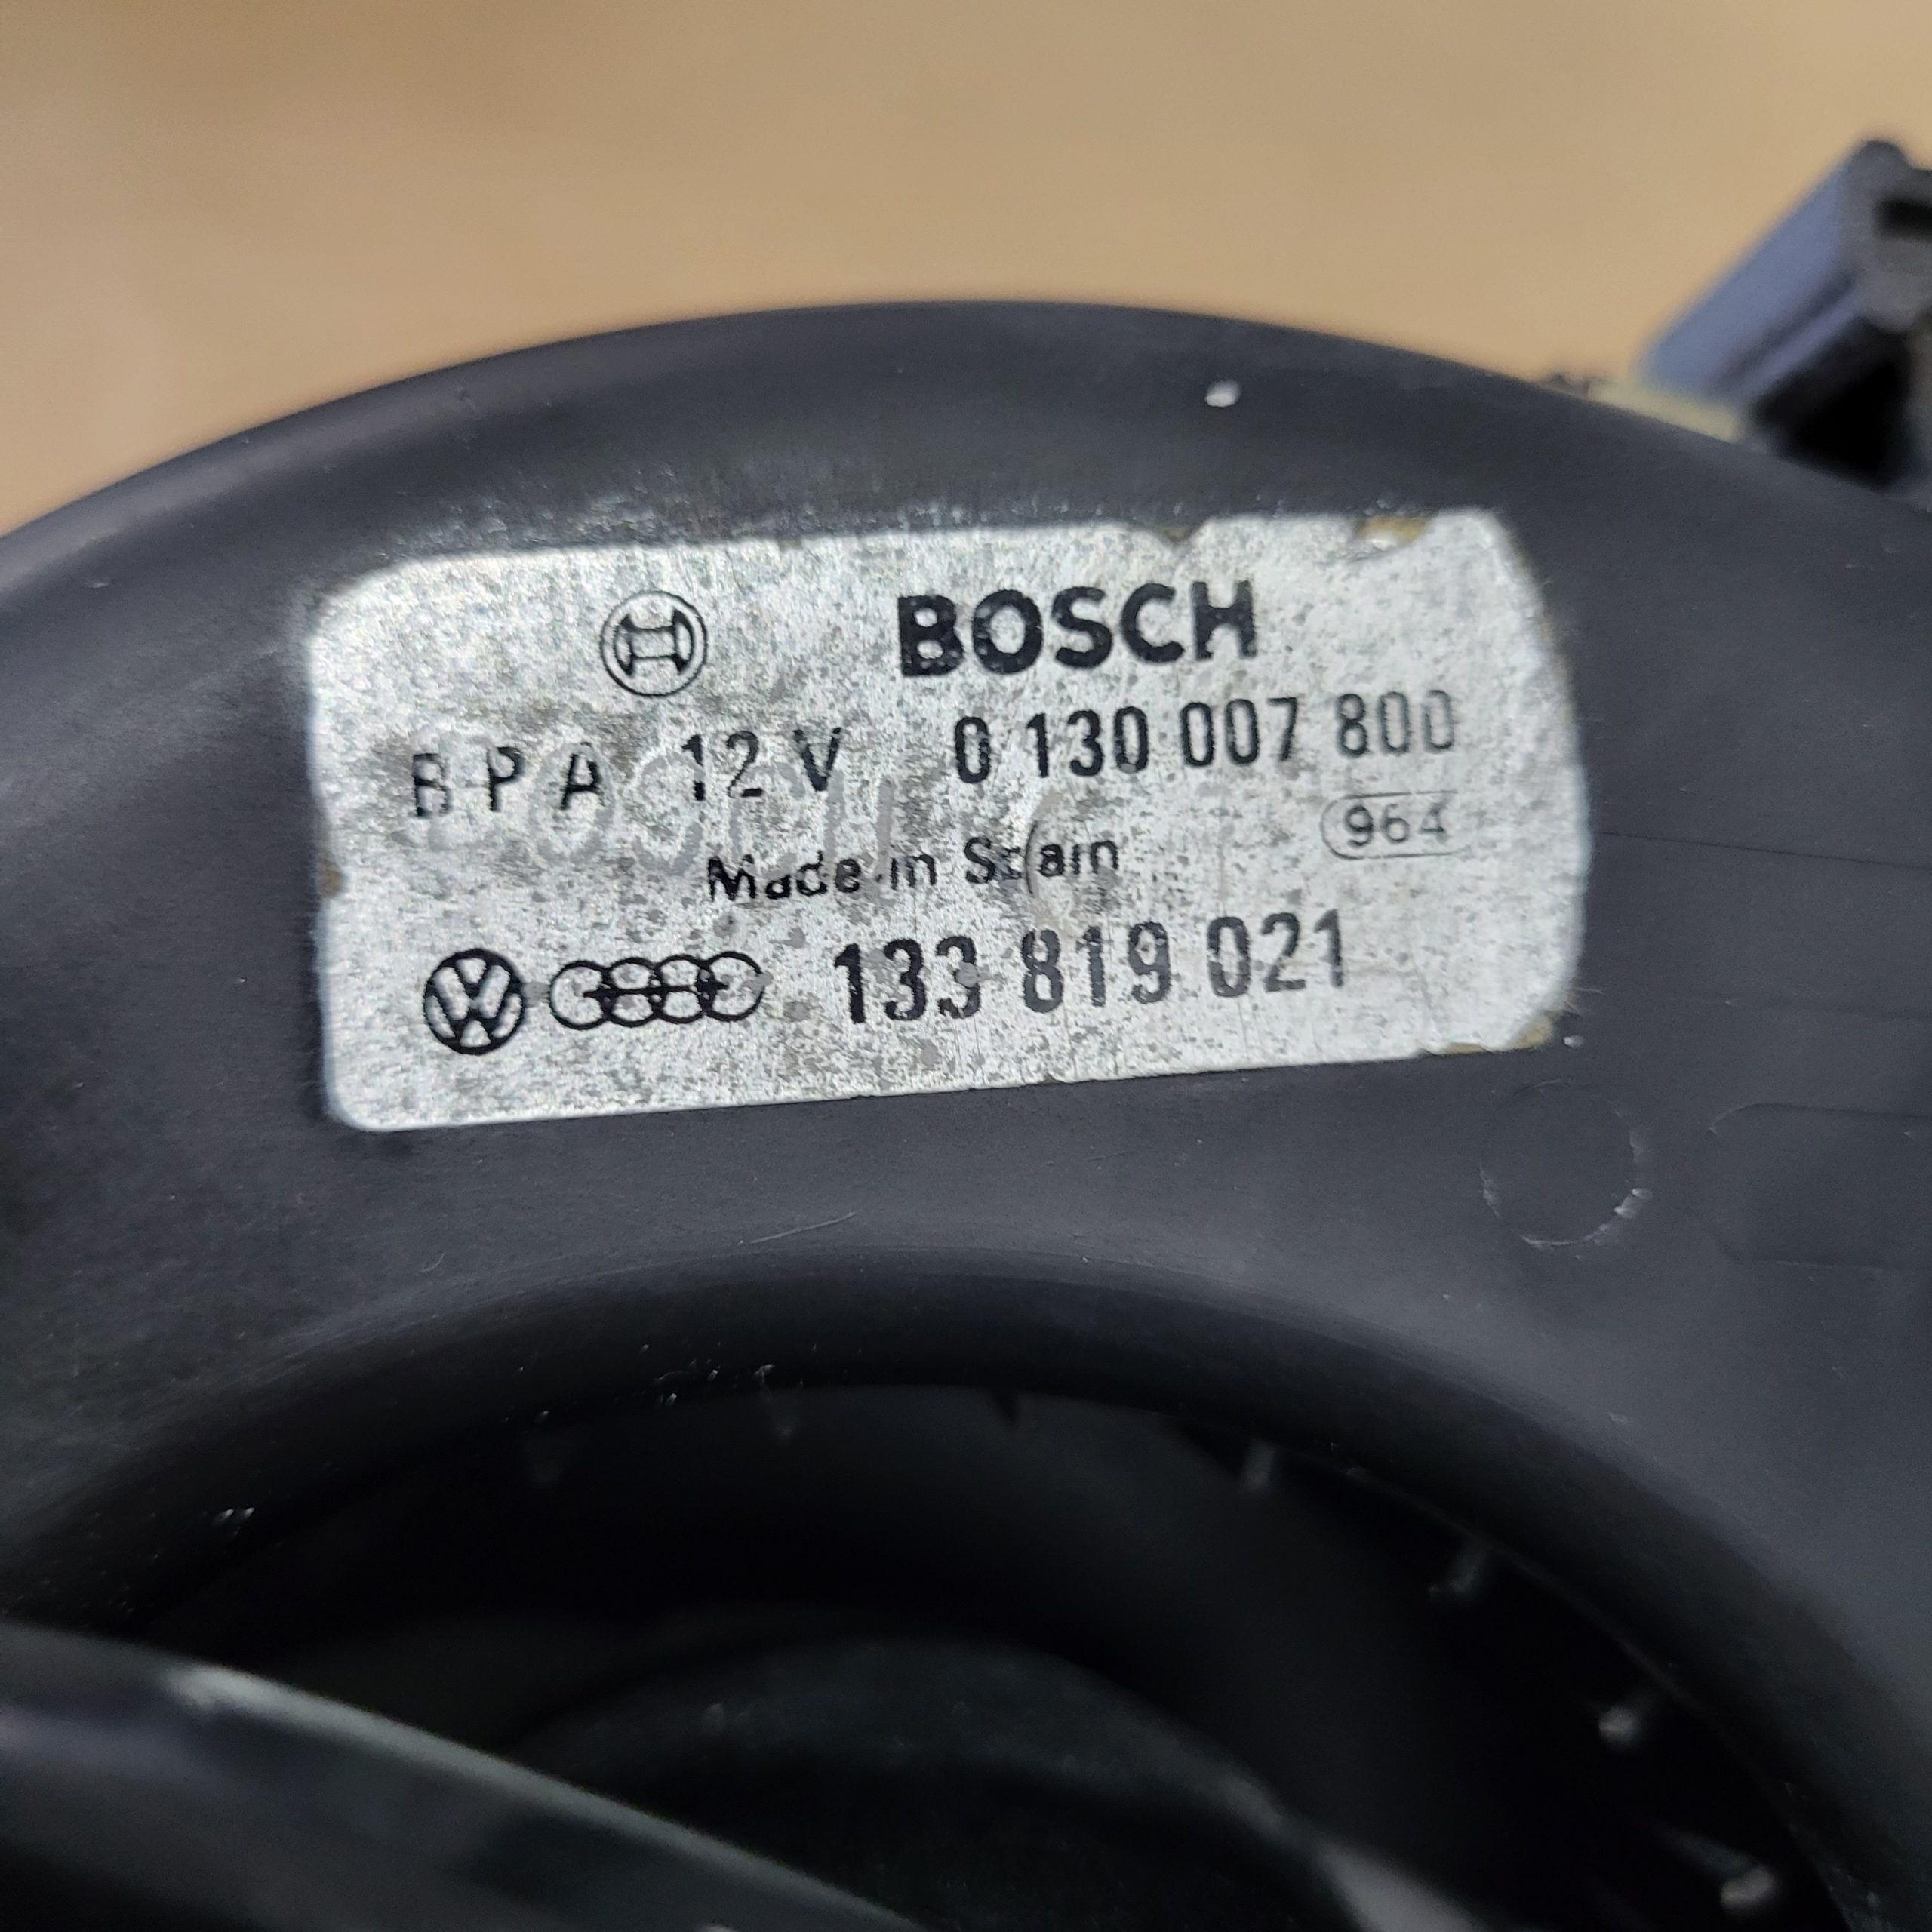 BOSCH
BPA 12 V 0 130 007 800
964
Made in Spain
133 819 021